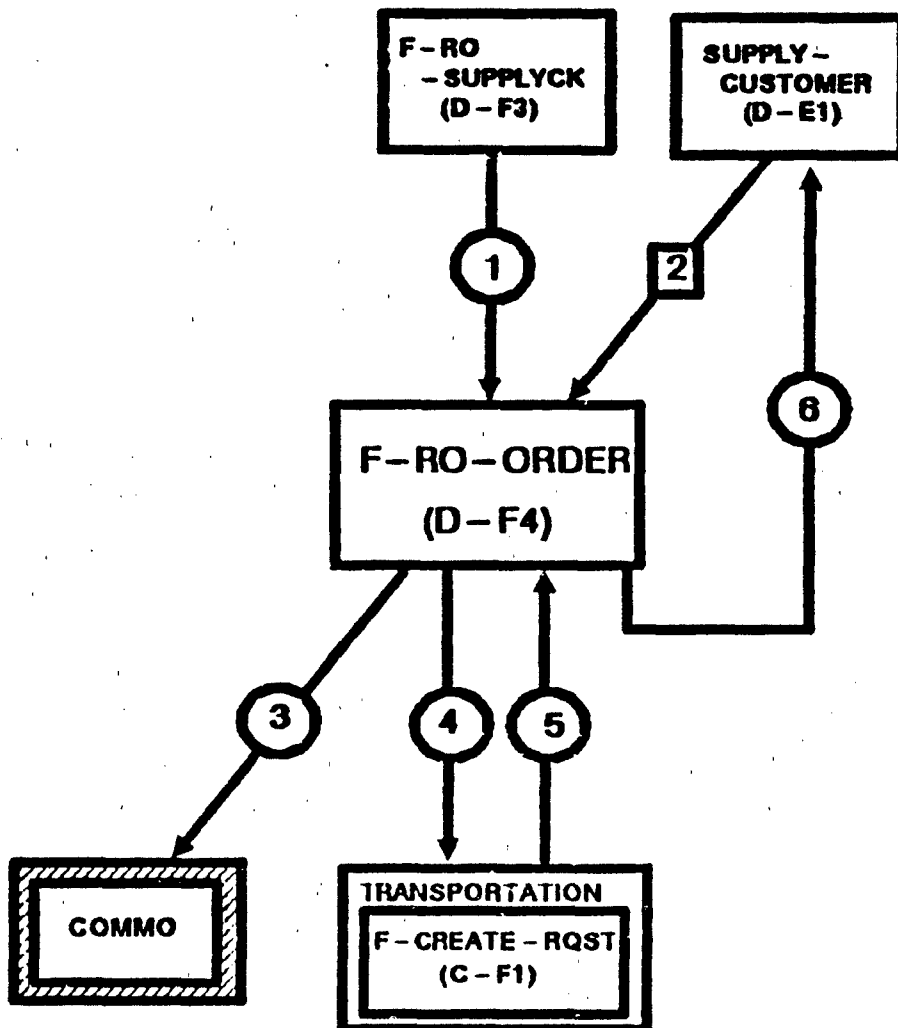 F-RO
-SUPPLYCK
(D-F3)
SUPPLY-
CUSTOMER
(D-E1)
1
2
6
F-RO-ORDER
(D-F4)
3
4
5
COMMO
TRANSPORTATION
F-CREATE-RQST
(C-F1)